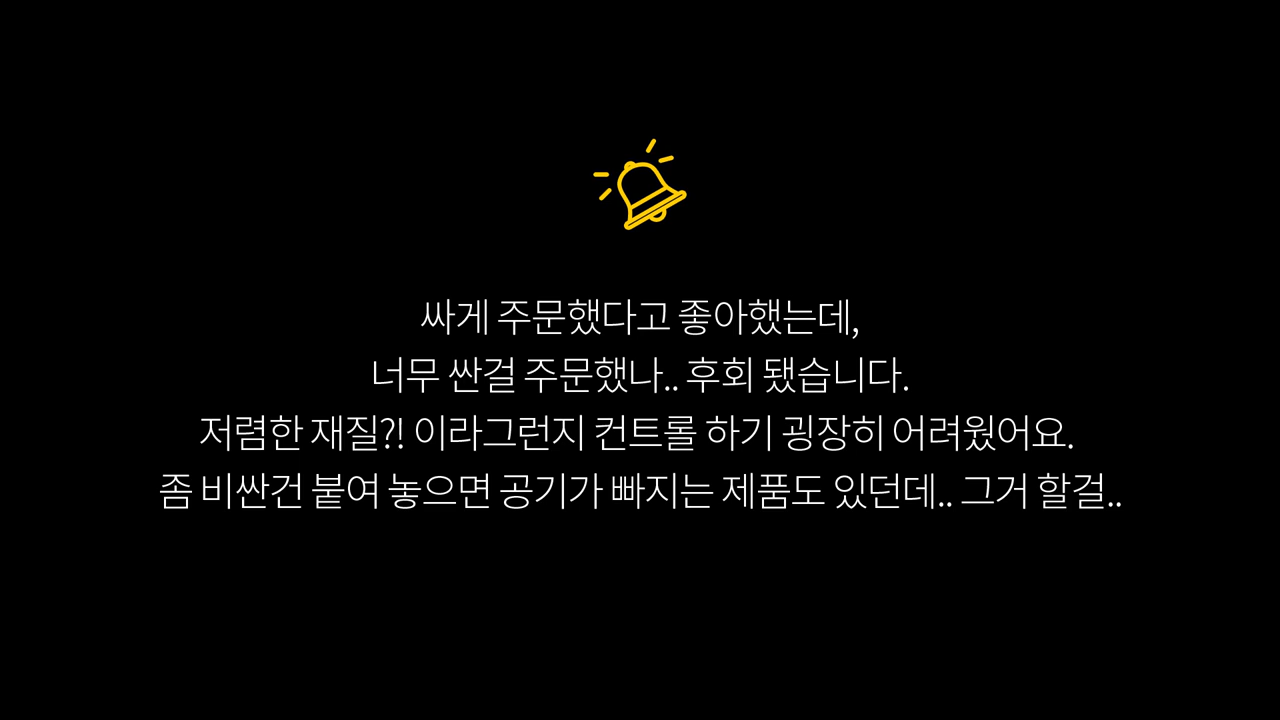 싸게 주문했다고 좋아했는데,
너무 싼걸 주문했나.. 후회 됐습니다.
저렴한 재질?! 이라그런지 컨트롤 하기 굉장히 어려웠어요.
좀 비싼건 붙여 놓으면 공기가 빠지는 제품도 있던데.. 그거 할걸..